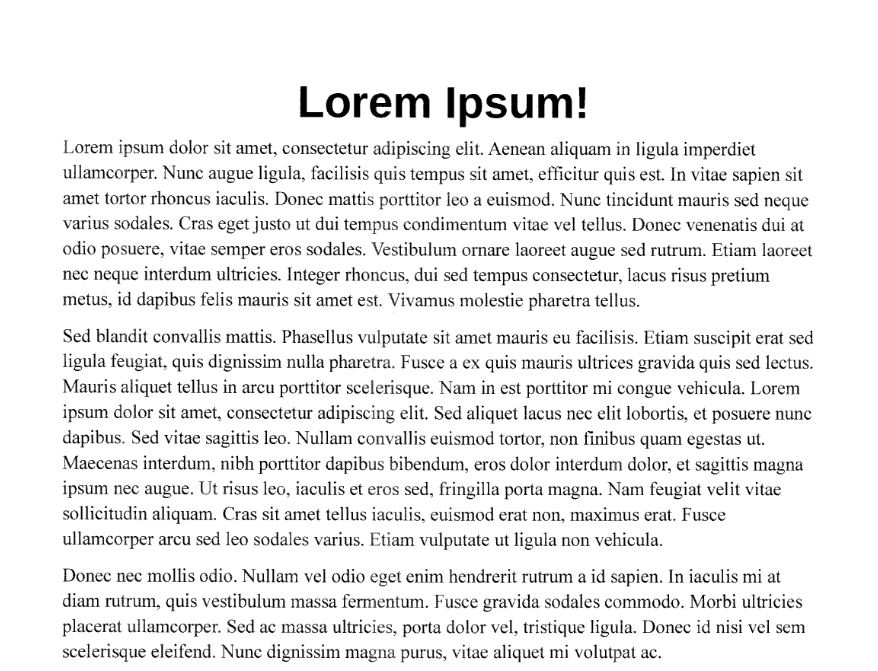 Lorem Ipsum!
Lorem ipsum dolor sit amet, consectetur adipiscing elit. Aenean aliquam in ligula imperdiet
ullamcorper. Nunc augue ligula, facilisis quis tempus sit amet, efficitur quis est. In vitae sapien sit
amet tortor rhoncus iaculis. Donec mattis porttitor leo a euismod. Nunc tincidunt mauris sed neque
varius sodales. Cras eget justo ut dui tempus condimentum vitae vel tellus. Donec venenatis dui at
odio posuere, vitae semper eros sodales. Vestibulum ornare laoreet augue sed rutrum. Etiam laoreet
nec neque interdum ultricies. Integer rhoncus, dui sed tempus consectetur, lacus risus pretium
metus, id dapibus felis mauris sit amet est. Vivamus molestie pharetra tellus.
Sed blandit convallis mattis. Phasellus vulputate sit amet mauris eu facilisis. Etiam suscipit erat sed
ligula feugiat, quis dignissim nulla pharetra. Fusce a ex quis mauris ultrices gravida quis sed lectus.
Mauris aliquet tellus in arcu porttitor scelerisque. Nam in est porttitor mi congue vehicula. Lorem
ipsum dolor sit amet, consectetur adipiscing elit. Sed aliquet lacus nec elit lobortis, et posuere nunc
dapibus. Sed vitae sagittis leo. Nullam convallis euismod tortor, non finibus quam egestas ut.
Maecenas interdum, nibh porttitor dapibus bibendum, eros dolor interdum dolor, et sagittis magna
ipsum nec augue. Ut risus leo, iaculis et eros sed, fringilla porta magna. Nam feugiat velit vitae
sollicitudin aliquam. Cras sit amet tellus iaculis, euismod erat non, maximus erat. Fusce
ullamcorper arcu sed leo sodales varius. Etiam vulputate ut ligula non vehicula.
Donec nec mollis odio. Nullam vel odio eget enim hendrerit rutrum a id sapien. In iaculis mi at
diam rutrum, quis vestibulum massa fermentum. Fusce gravida sodales commodo. Morbi ultricies
placerat ullamcorper. Sed ac massa ultricies, porta dolor vel, tristique ligula. Donec id nisi vel sem
scelerisque eleifend. Nunc dignissim magna purus, vitae aliquet mi volutpat ac.